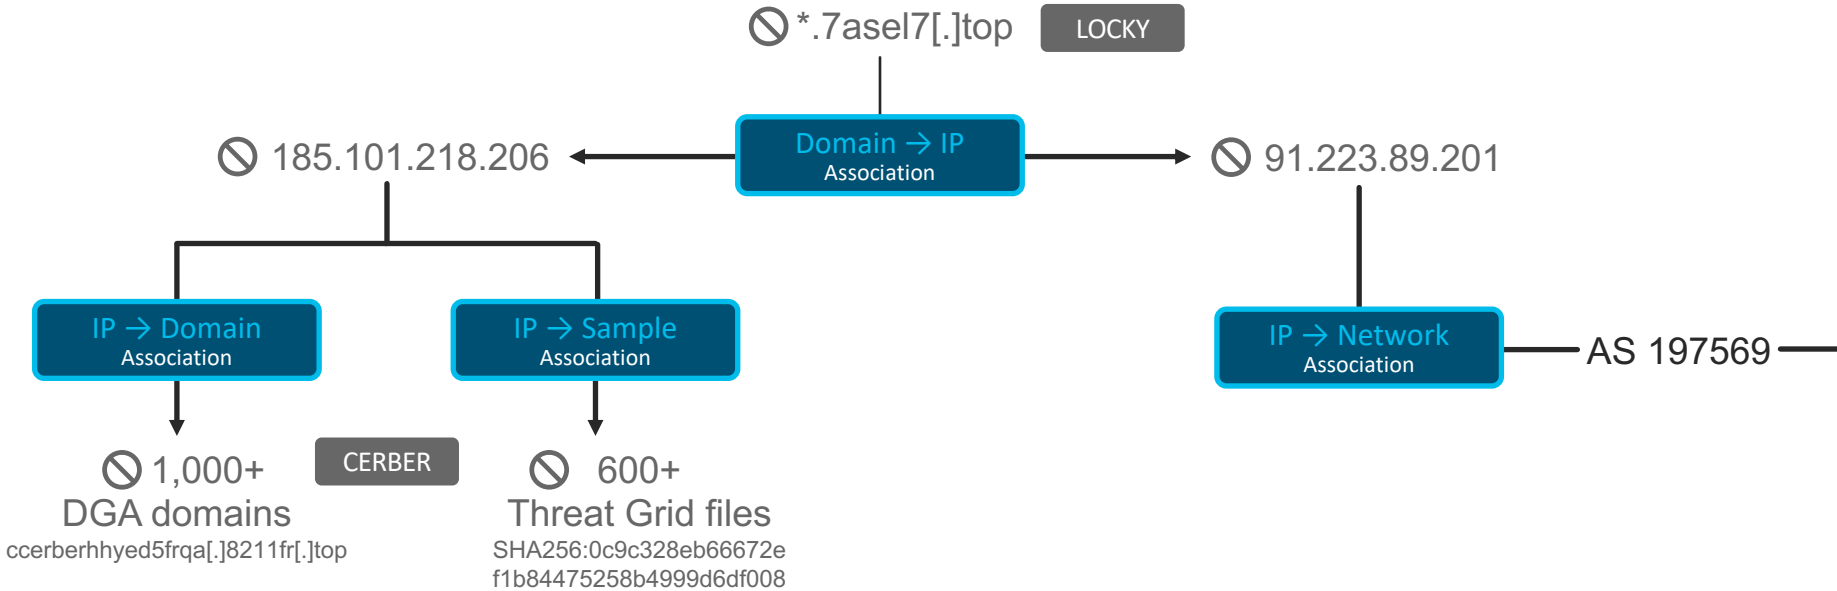 *.7asel7[.]top
LOCKY
185.101.218.206
Domain → IP
Association
91.223.89.201
IP → Domain
Association
IP → Sample
Association
IP → Network
Association
AS 197569
1,000+
DGA domains
ccerberhhyed5frqa[.]8211fr[.]top
CERBER
600+
Threat Grid files
SHA256:0c9c328eb66672e
f1b84475258b4999d6df008